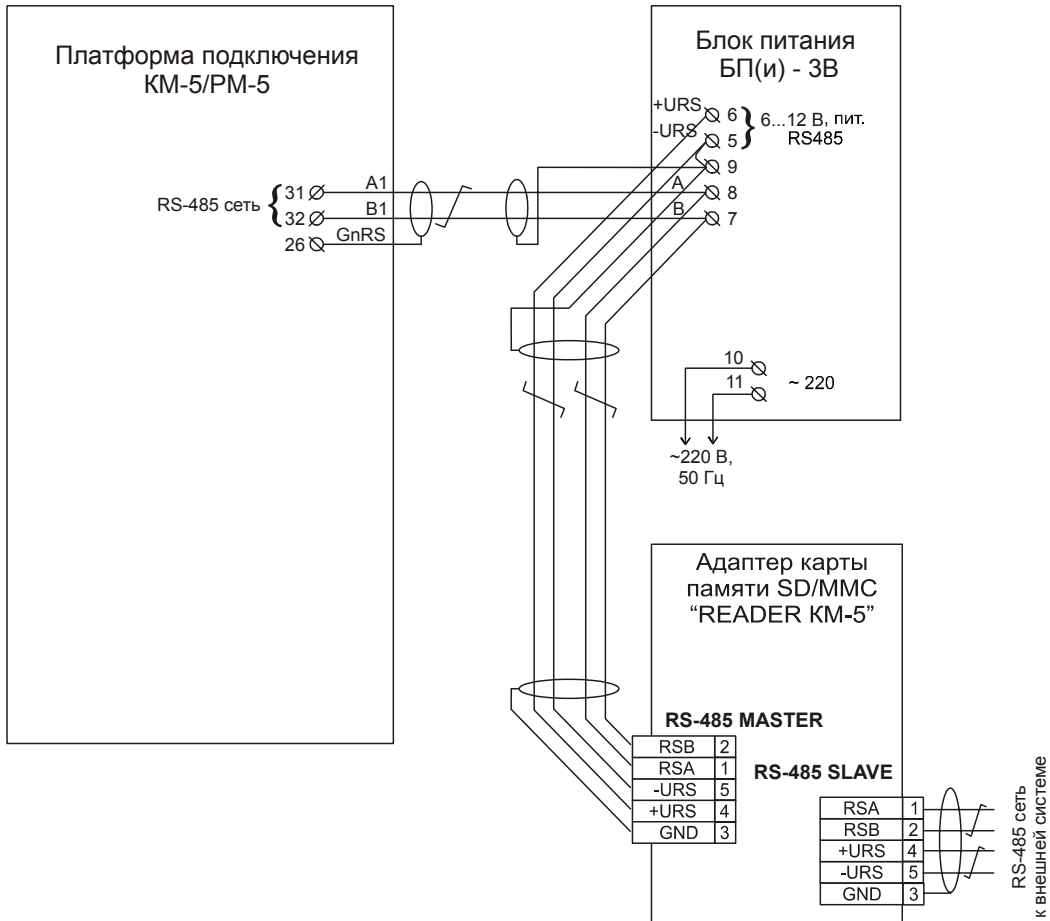 Платформа подключения
КМ-5/РМ-5
RS-485 сеть
31
32
26
A1
B1
GnRS
Блок питания
БП(и) - 3В
+URS
-URS
6
5
9
8
7
A
B
6...12 В, пит.
RS485
10
11
~ 220
~220 В,
50 Гц
Адаптер карты
памяти SD/MMC
“READER КМ-5”
RS-485 MASTER
RSB 2
RSA 1
-URS 5
+URS 4
GND 3
RS-485 SLAVE
RSA 1
RSB 2
+URS 4
-URS 5
GND 3
RS-485 сеть
к внешней системе